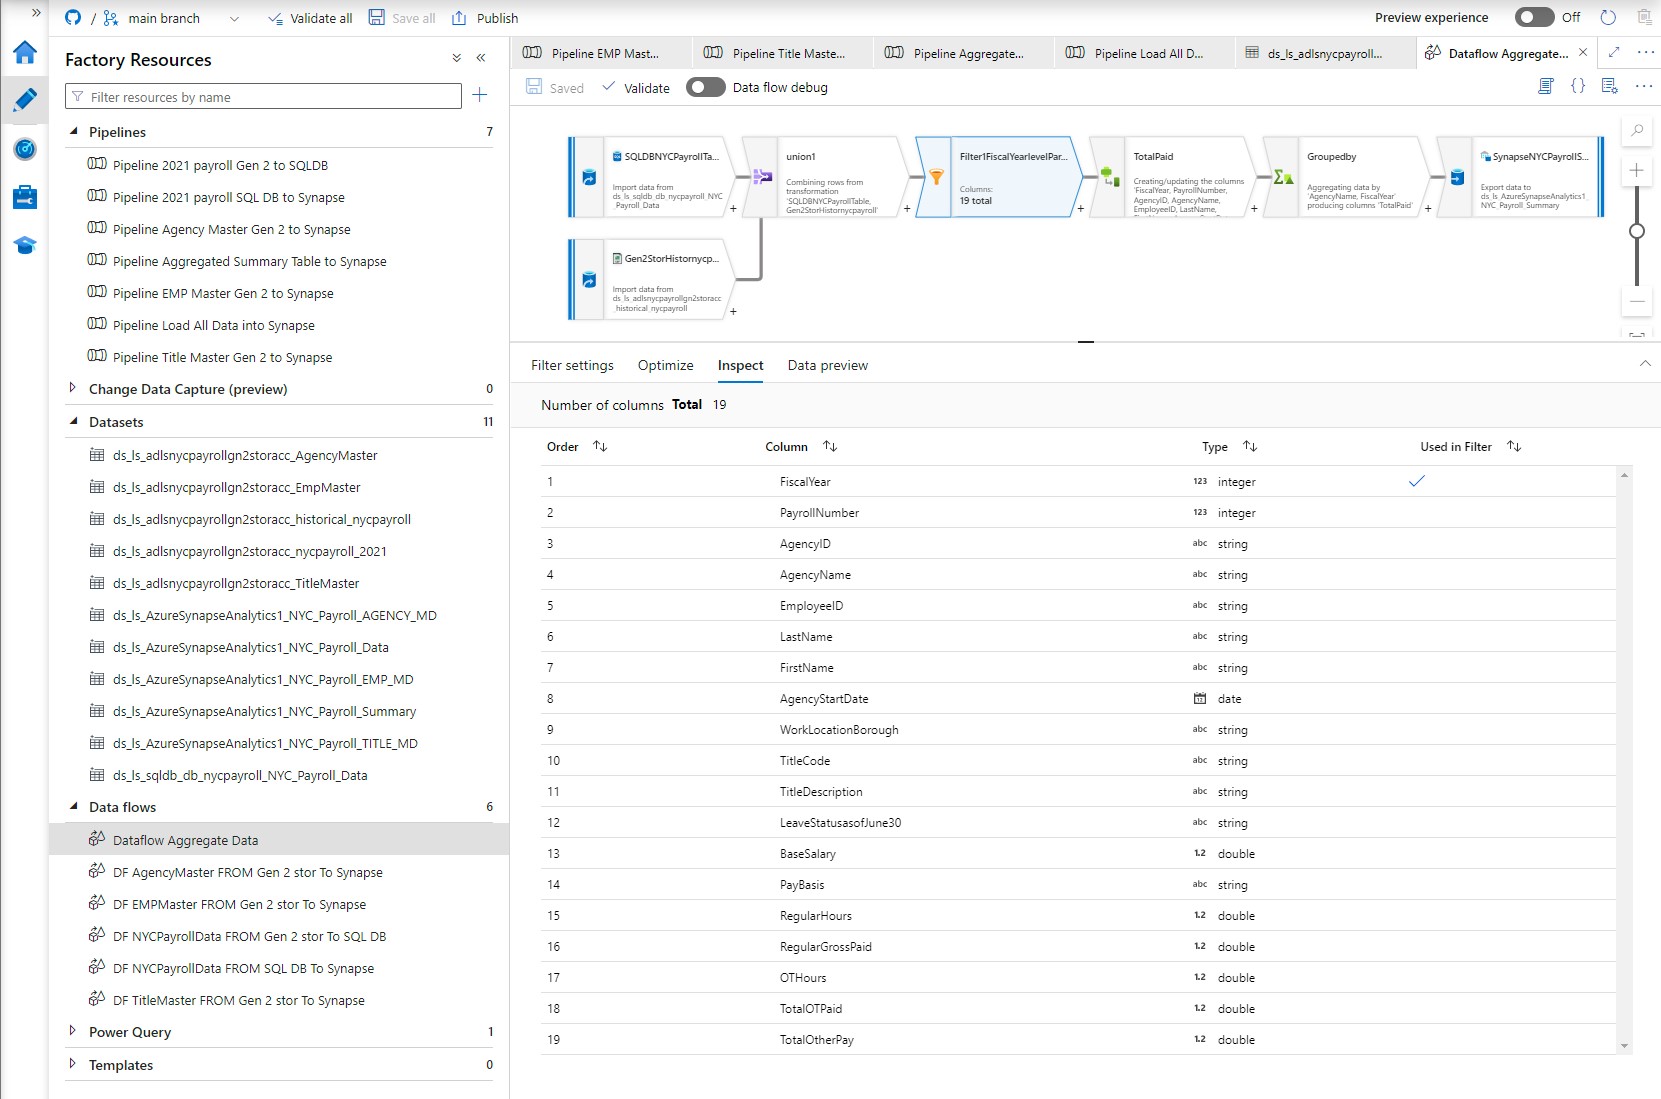 / main branch Validate all Save all Publish Preview experience Off
Factory Resources
Filter resources by name
Pipelines 7
Pipeline 2021 payroll Gen 2 to SQLDB
Pipeline 2021 payroll SQL DB to Synapse
Pipeline Agency Master Gen 2 to Synapse
Pipeline Aggregated Summary Table to Synapse
Pipeline EMP Master Gen 2 to Synapse
Pipeline Load All Data into Synapse
Pipeline Title Master Gen 2 to Synapse
Change Data Capture (preview) 0
Datasets 11
ds_ls_adlsnycpayrollgn2storacc_AgencyMaster
ds_ls_adlsnycpayrollgn2storacc_EmpMaster
ds_ls_adlsnycpayrollgn2storacc_historical_nycpayroll
ds_ls_adlsnycpayrollgn2storacc_nycpayroll_2021
ds_ls_adlsnycpayrollgn2storacc_TitleMaster
ds_ls_AzureSynapseAnalytics1_NYC_Payroll_AGENCY_MD
ds_ls_AzureSynapseAnalytics1_NYC_Payroll_Data
ds_ls_AzureSynapseAnalytics1_NYC_Payroll_EMP_MD
ds_ls_AzureSynapseAnalytics1_NYC_Payroll_Summary
ds_ls_AzureSynapseAnalytics1_NYC_Payroll_TITLE_MD
ds_ls_sqldb_db_nycpayroll_NYC_Payroll_Data
Data flows 6
Dataflow Aggregate Data
DF AgencyMaster FROM Gen 2 stor To Synapse
DF EMPMaster FROM Gen 2 stor To Synapse
DF NYCPayrollData FROM Gen 2 stor To SQL DB
DF NYCPayrollData FROM SQL DB To Synapse
DF TitleMaster FROM Gen 2 stor To Synapse
Power Query 1
Templates 0
Pipeline EMP Mast... Pipeline Title Maste... Pipeline Aggregate... Pipeline Load All D... ds_ls_adlsnycpayroll... Dataflow Aggregate...
Saved Validate Data flow debug
SQLDBNYCPayrollTa...
Import data from
ds_ls_sqldb_db_nycpayroll_NYC
_Payroll_Data
union1
Combining rows from
transformation
'SQLDBNYCPayrollTable,
Gen2StorHistornycpayroll'
Filter1FiscalYearlevelPar...
Columns:
19 total
TotalPaid
Creating/updating the columns
'FiscalYear, PayrollNumber,
AgencyID, AgencyName,
EmployeeID, LastName,
Groupedby
Aggregating data by
'AgencyName, FiscalYear'
producing columns 'TotalPaid'
SynapseNYCPayrollS...
Export data to
ds_ls_AzureSynapseAnalytics1
_NYC_Payroll_Summary
Gen2StorHistornycp...
Import data from
ds_ls_adlsnycpayrollgn2storacc
_historical_nycpayroll
Filter settings Optimize Inspect Data preview
Number of columns Total 19
Order Column Type Used in Filter
1 FiscalYear 123 integer
2 PayrollNumber 123 integer
3 AgencyID abc string
4 AgencyName abc string
5 EmployeeID abc string
6 LastName abc string
7 FirstName abc string
8 AgencyStartDate date
9 WorkLocationBorough abc string
10 TitleCode abc string
11 TitleDescription abc string
12 LeaveStatusasofJune30 abc string
13 BaseSalary 1.2 double
14 PayBasis abc string
15 RegularHours 1.2 double
16 RegularGrossPaid 1.2 double
17 OTHours 1.2 double
18 TotalOTPaid 1.2 double
19 TotalOtherPay 1.2 double